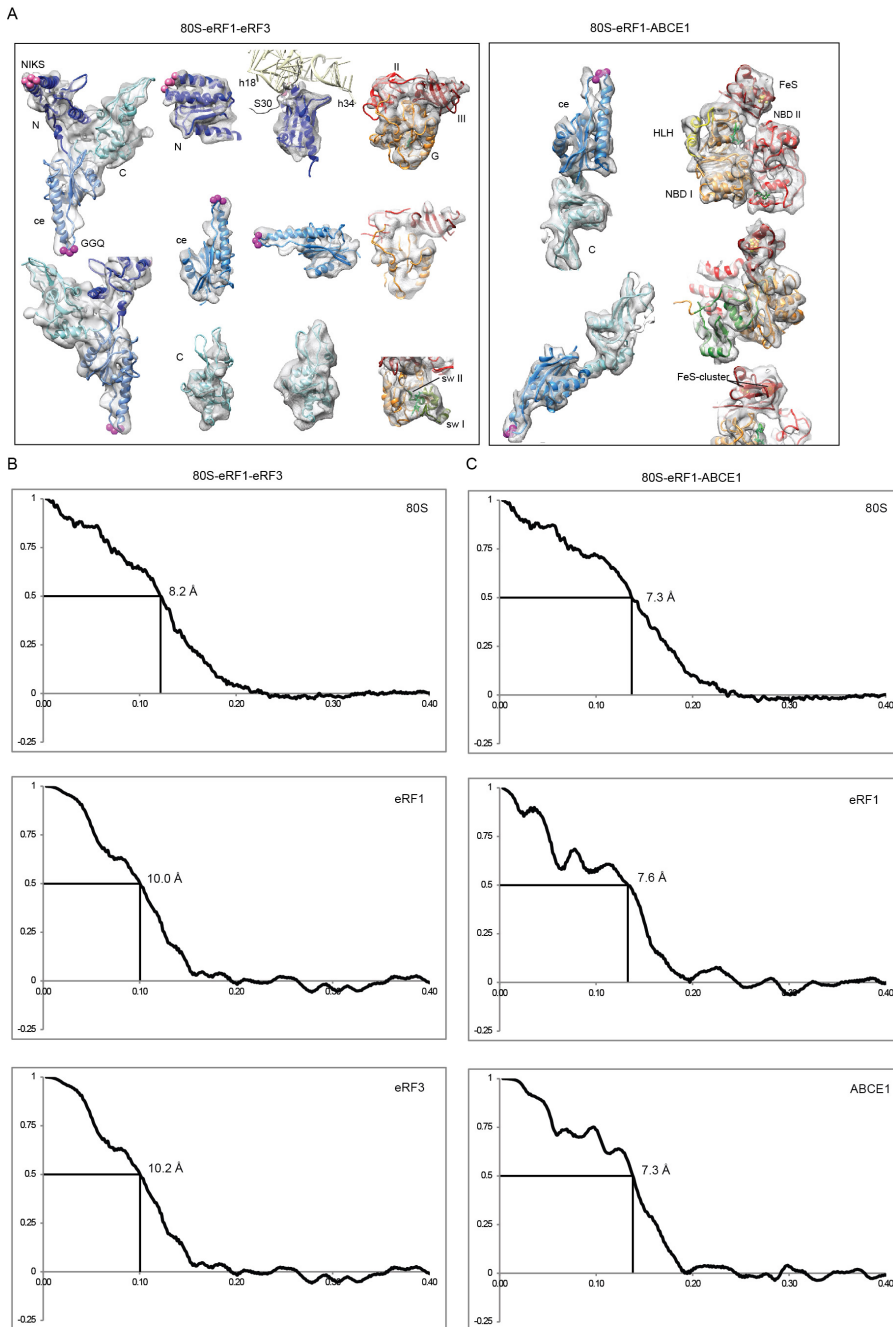 A
80S-eRF1-eRF3
80S-eRF1-ABCE1
NIKS
N
C
ce
GGQ
N
h18
S30
h34
II
III
G
ce
C
sw II
sw I
ce
C
FeS
HLH
NBD II
NBD I
FeS-cluster
B
80S-eRF1-eRF3
80S
1
0.75
0.5
0.25
0
-0.25
8.2 Å
0.00 0.10 0.20 0.30 0.40
eRF1
1
0.75
0.5
0.25
0
-0.25
10.0 Å
0.00 0.10 0.20 0.30 0.40
eRF3
1
0.75
0.5
0.25
0
-0.25
10.2 Å
0.00 0.10 0.20 0.30 0.40
C
80S-eRF1-ABCE1
80S
1
0.75
0.5
0.25
0
-0.25
7.3 Å
0.00 0.10 0.20 0.30 0.40
eRF1
1
0.75
0.5
0.25
0
-0.25
7.6 Å
0.00 0.10 0.20 0.30 0.40
ABCE1
1
0.75
0.5
0.25
0
-0.25
7.3 Å
0.00 0.10 0.20 0.30 0.40